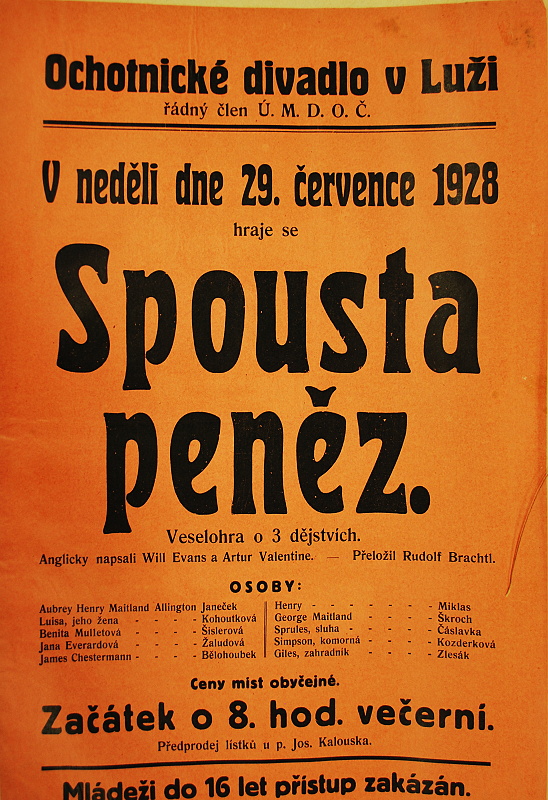 Ochotnické divadlo v Luži
řádný člen Ú. M. D. O. Č.
V neděli dne 29. července 1928
hraje se
Spousta
peněz.
Veselohra o 3 dějstvích.
Anglicky napsali Will Evans a Artur Valentine. — Přeložil Rudolf Brachtl.
OSOBY:
Aubrey Henry Maitland Allington Janeček
Luisa, jeho žena - - - - Kohoutková
Benita Mulletová - - - - Šislerová
Jana Everardová - - - - Žaludová
James Chestermann - - - - Bělohoubek
Henry - - - - - - - Miklas
George Maitland - - - - Škroch
Sprules, sluha - - - - - Čáslavka
Simpson, komorná - - - - Kozderková
Giles, zahradník - - - - Zlesák
Ceny míst obyčejné.
Začátek o 8. hod. večerní.
Předprodej lístků u p. Jos. Kalouska.
Mládeži do 16 let přístup zakázán.